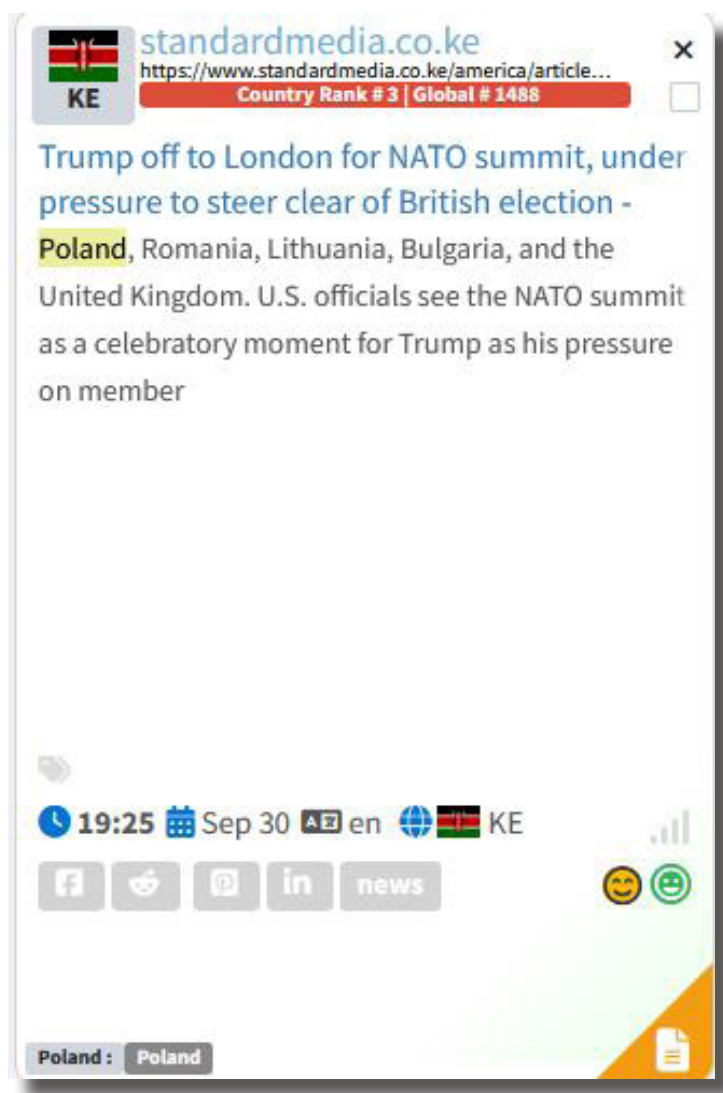 standardmedia.co.ke
×
https://www.standardmedia.co.ke/america/article...
KE
Country Rank # 3 | Global # 1488
Trump off to London for NATO summit, under
pressure to steer clear of British election -
Poland, Romania, Lithuania, Bulgaria, and the
United Kingdom. U.S. officials see the NATO summit
as a celebratory moment for Trump as his pressure
on member
19:25 Sep 30 en KE
news
Poland : Poland